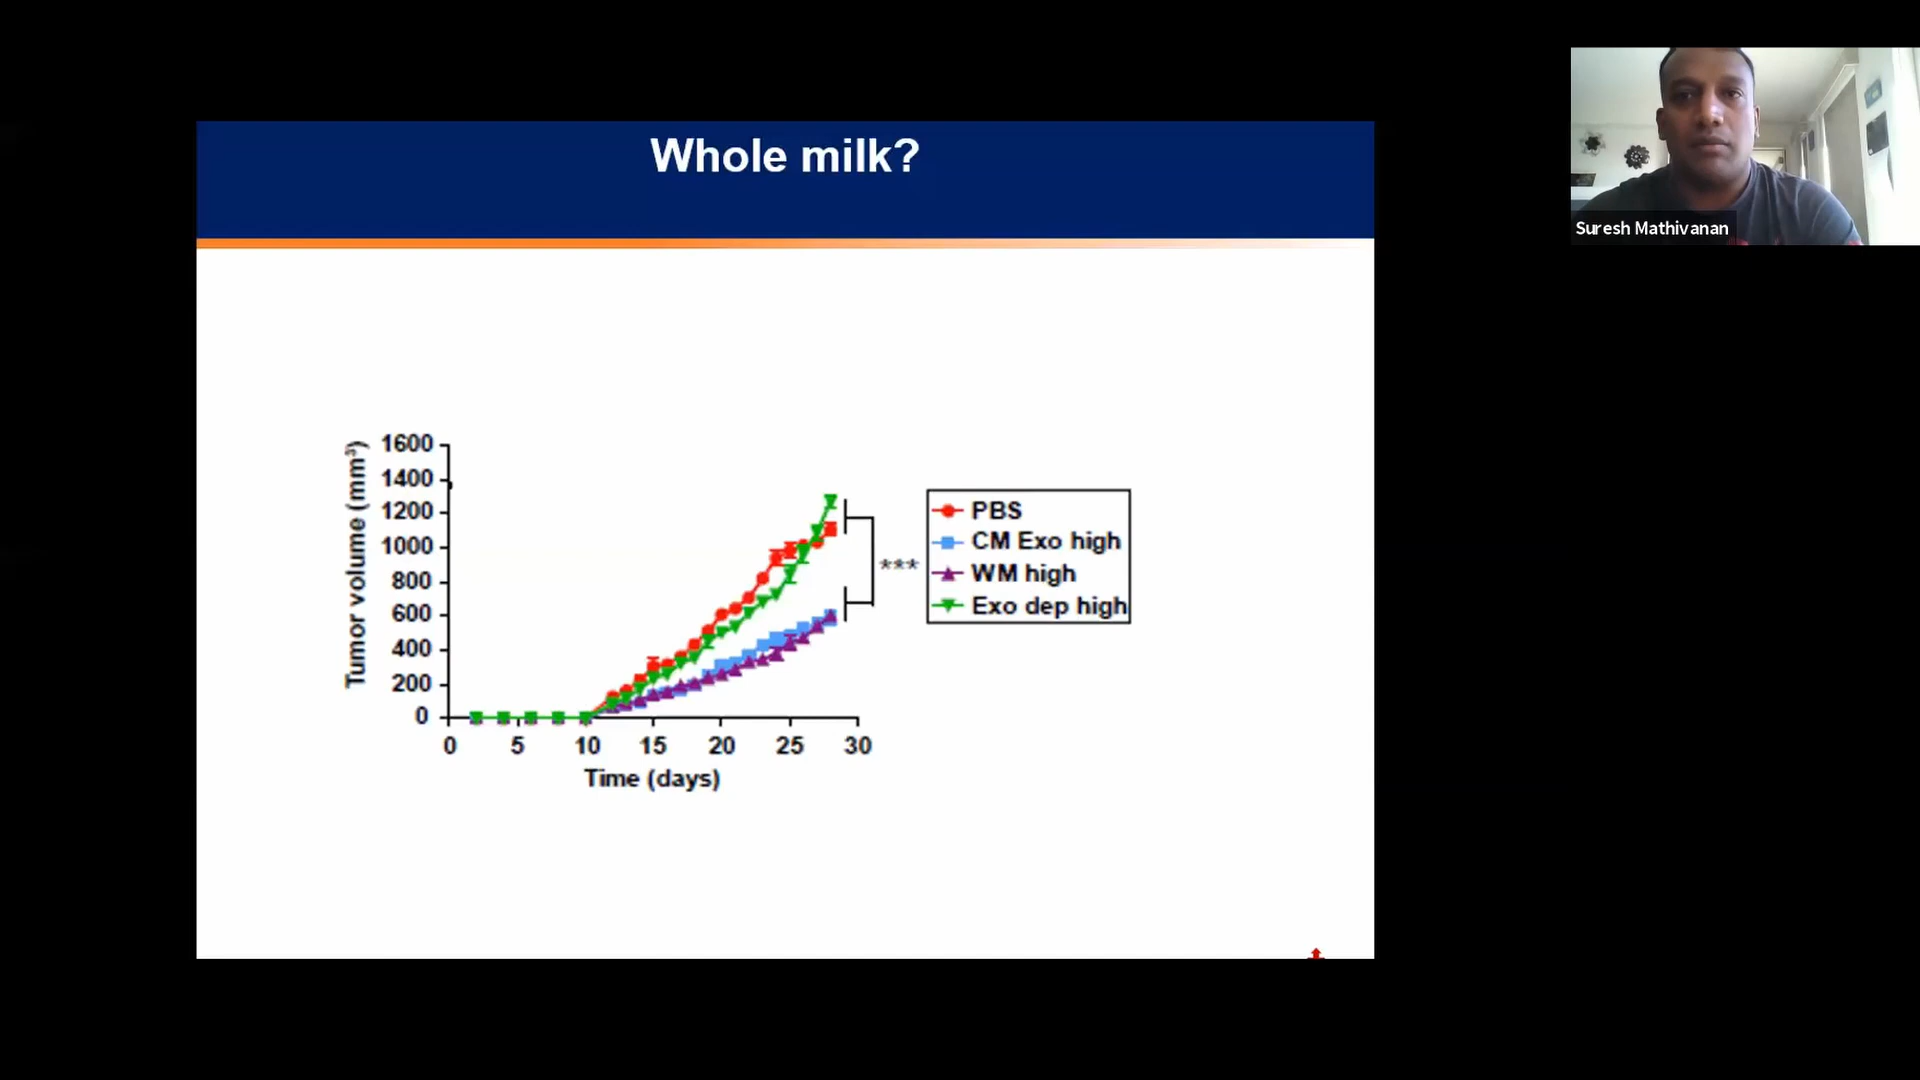 Whole milk?
Suresh Mathivanan
Tumor volume (mm³)
1600
1400
1200
1000
800
600
400
200
0
0 5 10 15 20 25 30
Time (days)
***
PBS
CM Exo high
WM high
Exo dep high